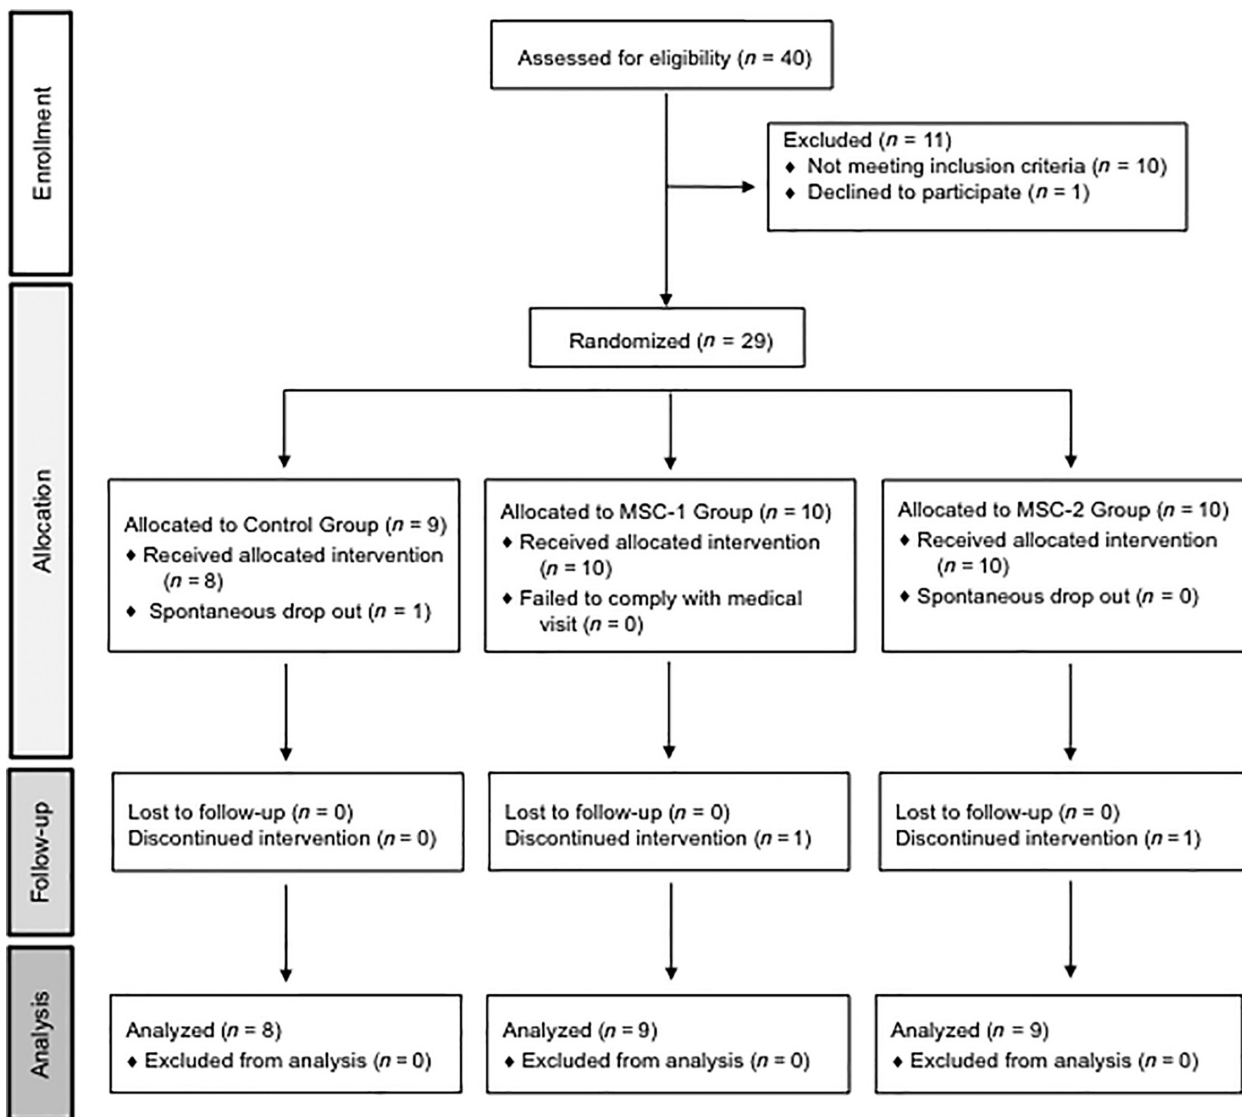 Enrollment
Assessed for eligibility (n = 40)
Excluded (n = 11)
♦ Not meeting inclusion criteria (n = 10)
♦ Declined to participate (n = 1)
Randomized (n = 29)
Allocation
Allocated to Control Group (n = 9)
♦ Received allocated intervention
(n = 8)
♦ Spontaneous drop out (n = 1)
Allocated to MSC-1 Group (n = 10)
♦ Received allocated intervention
(n = 10)
♦ Failed to comply with medical
visit (n = 0)
Allocated to MSC-2 Group (n = 10)
♦ Received allocated intervention
(n = 10)
♦ Spontaneous drop out (n = 0)
Follow-up
Lost to follow-up (n = 0)
Discontinued intervention (n = 0)
Lost to follow-up (n = 0)
Discontinued intervention (n = 1)
Lost to follow-up (n = 0)
Discontinued intervention (n = 1)
Analysis
Analyzed (n = 8)
♦ Excluded from analysis (n = 0)
Analyzed (n = 9)
♦ Excluded from analysis (n = 0)
Analyzed (n = 9)
♦ Excluded from analysis (n = 0)